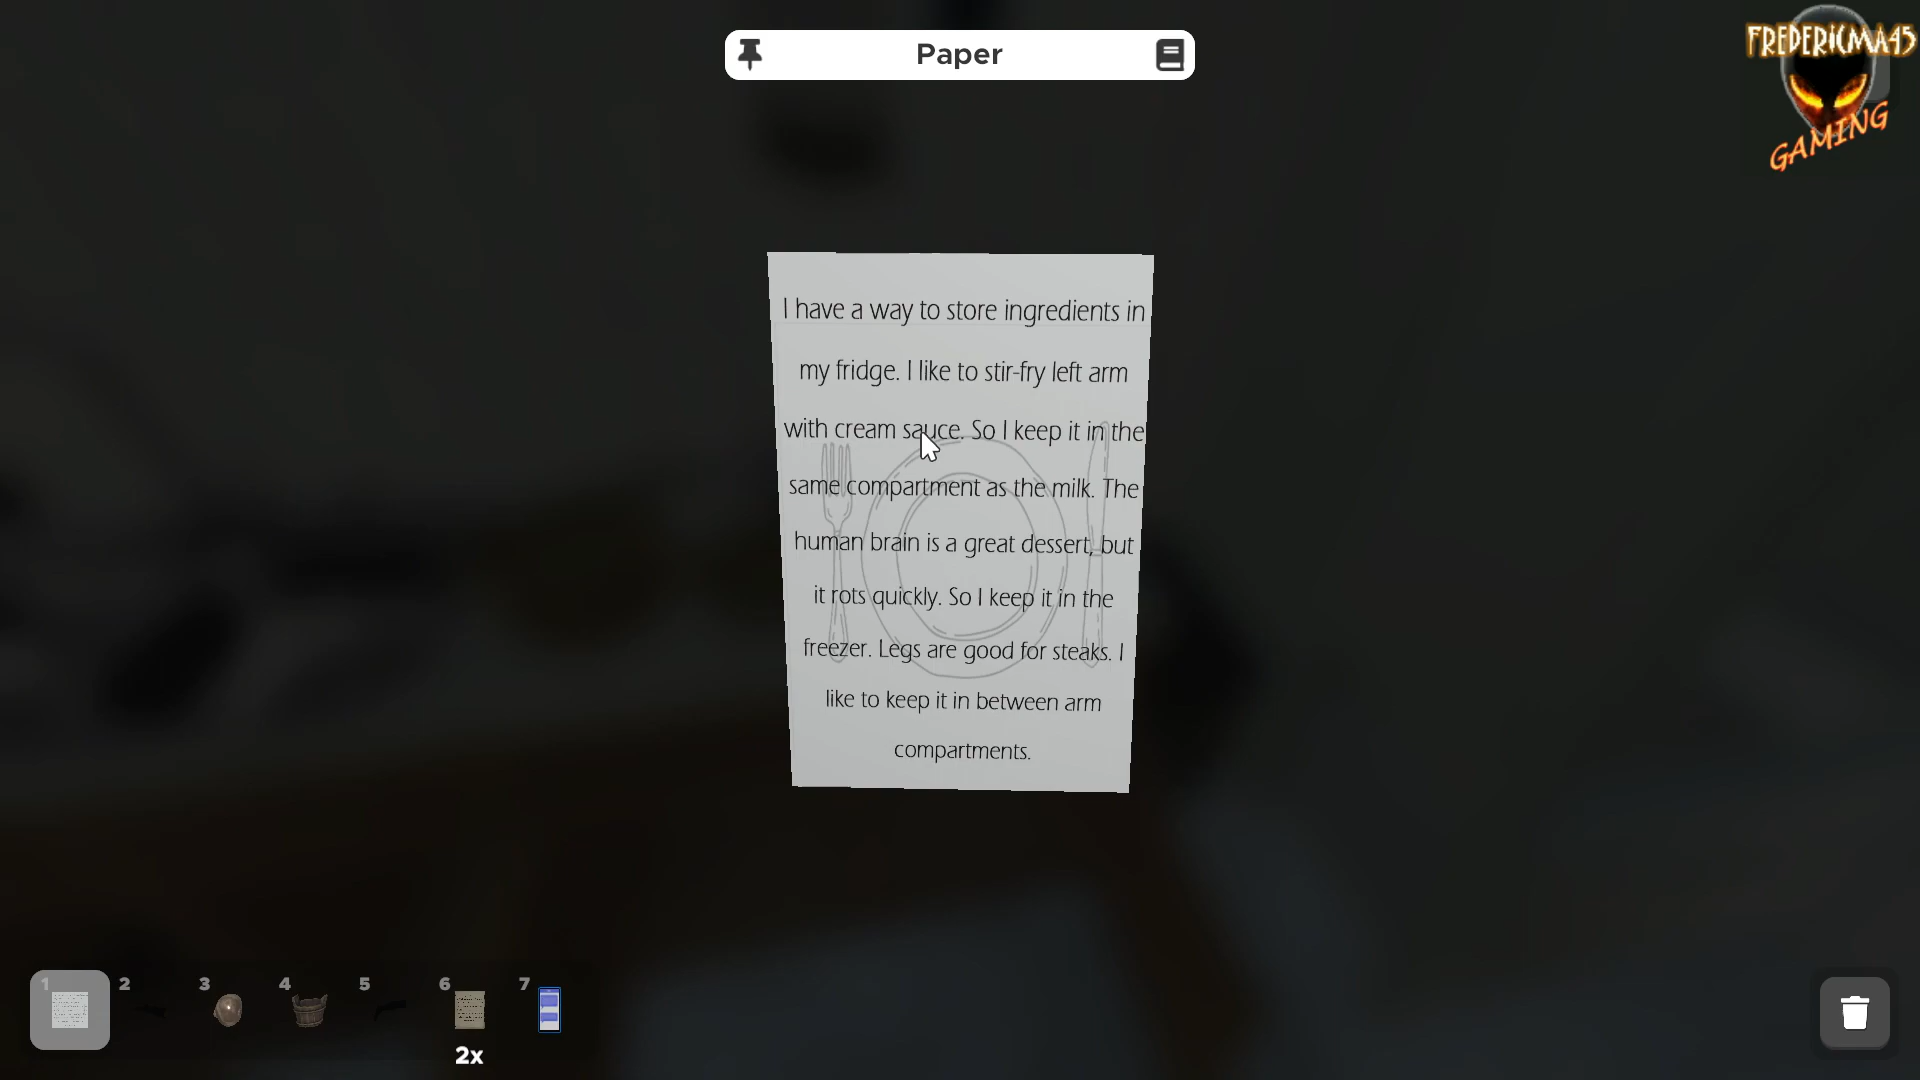 Paper
FREDERICMA45
GAMING
I have a way to store ingredients in
my fridge. I like to stir-fry left arm
with cream sauce. So I keep it in the
same compartment as the milk. The
human brain is a great dessert, but
it rots quickly. So I keep it in the
freezer. Legs are good for steaks. I
like to keep it in between arm
compartments.
1
2
3
4
5
6
7
2x